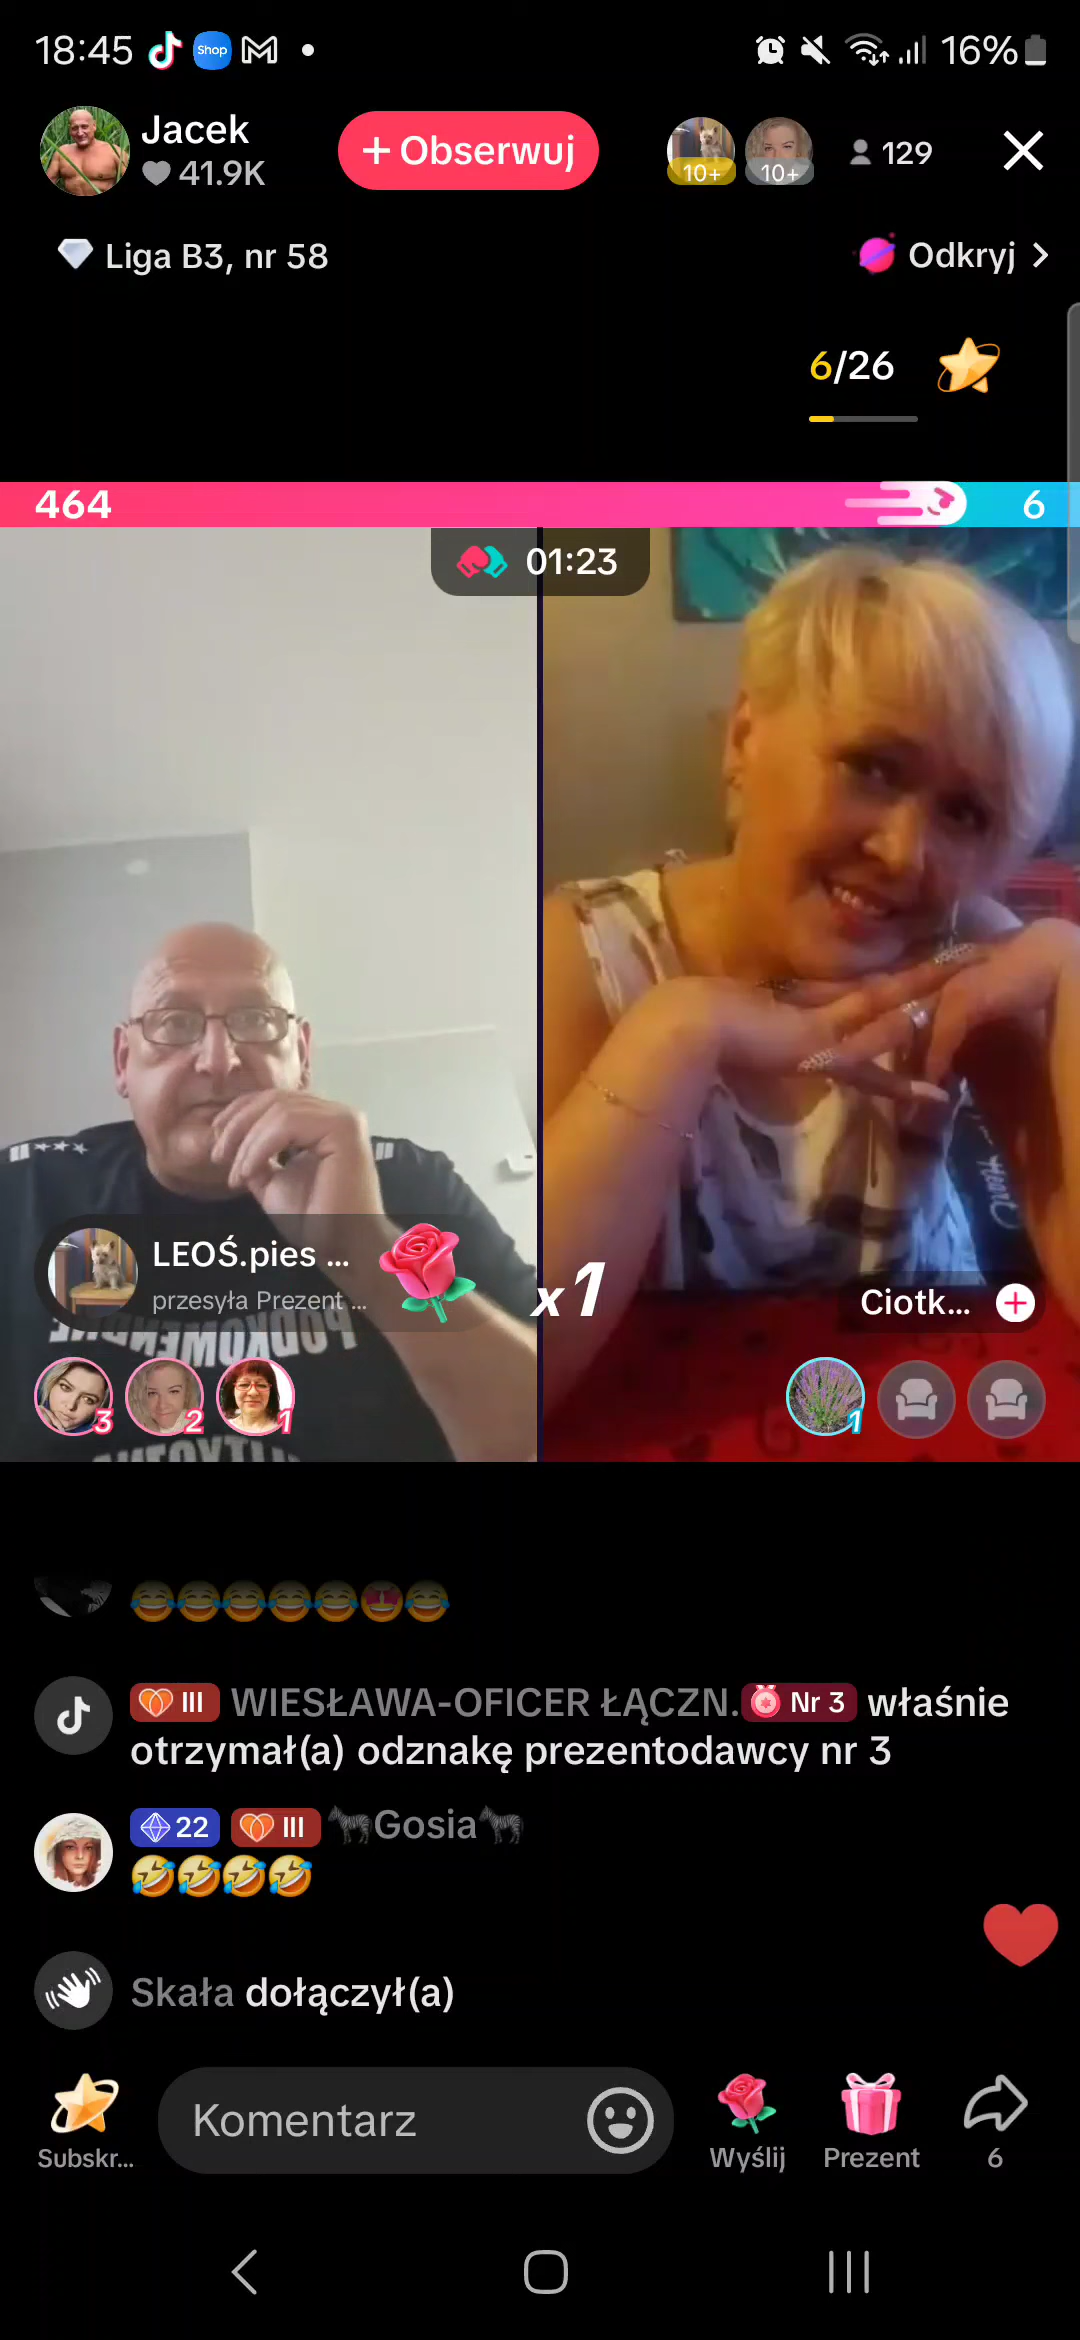 18:45 Shop 16%
Jacek
41.9K
+ Obserwuj
10+ 10+ 129
Liga B3, nr 58
Odkryj >
6/26
464
6
01:23
LEOŚ.pies ...
przesyła Prezent ...
x1
Ciotk...
PODKOMENDNE
3 2 1
1
III WIESŁAWA-OFICER ŁĄCZN. Nr 3 właśnie
otrzymał(a) odznakę prezentodawcy nr 3
22 III 🦓Gosia🦓
🤣🤣🤣🤣
Skała dołączył(a)
Subskr...
Komentarz
Wyślij
Prezent
6